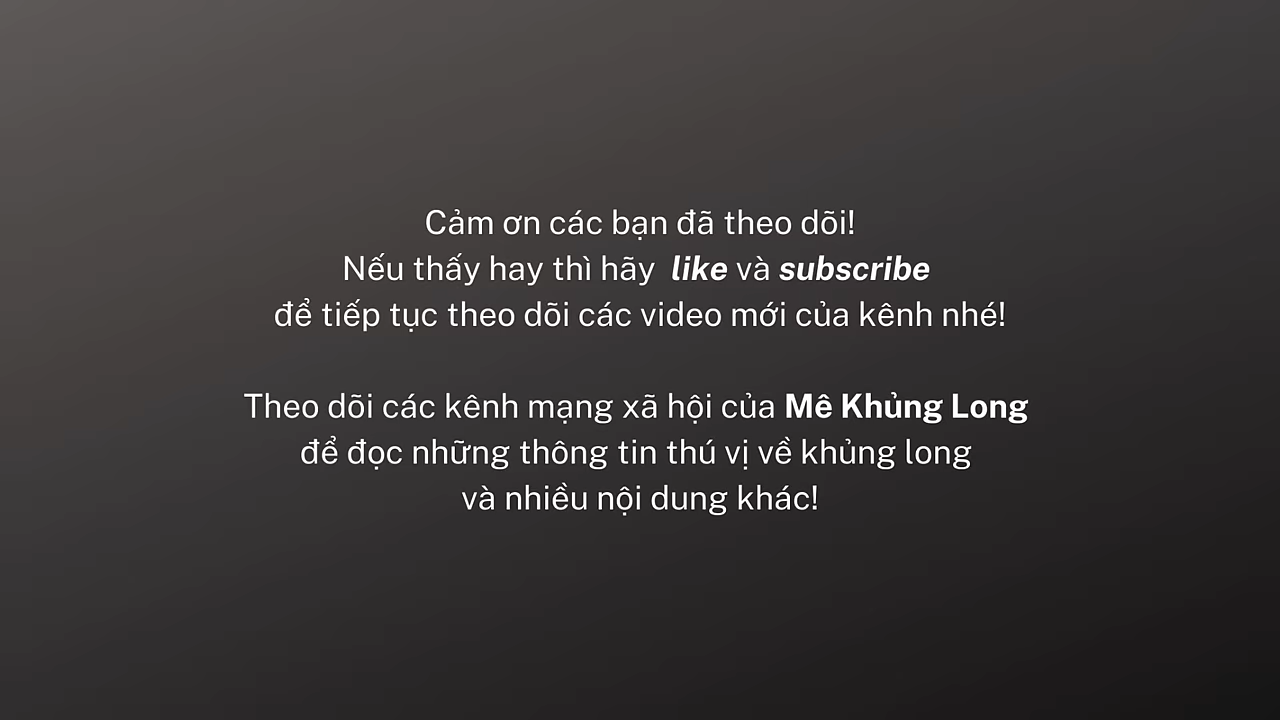 Cảm ơn các bạn đã theo dõi!
Nếu thấy hay thì hãy like và subscribe
để tiếp tục theo dõi các video mới của kênh nhé!
Theo dõi các kênh mạng xã hội của Mê Khủng Long
để đọc những thông tin thú vị về khủng long
và nhiều nội dung khác!